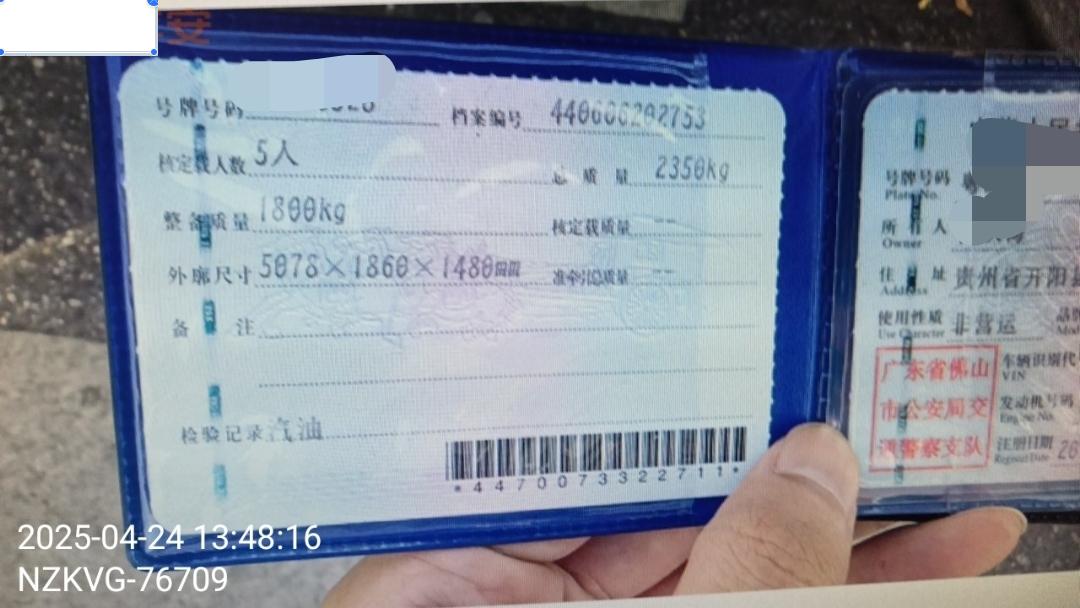 安
号牌号码
档案编号 440606202753
核定载人数 5人
总质量 2350kg
整备质量 1800kg
核定载质量 --
外廓尺寸 5078×1860×1480mm
准牵引总质量 --
备注
检验记录 汽油
*4470073322711*
号牌号码
Plate No.
所有人
Owner
住址 贵州省开阳县
Address
使用性质 非营运
Use Character
品牌
广东省佛山
市公安局交
通警察支队
车辆识别代
VIN
发动机号码
Engine No.
注册日期
Register Date
2025-04-24 13:48:16
NZKVG-76709